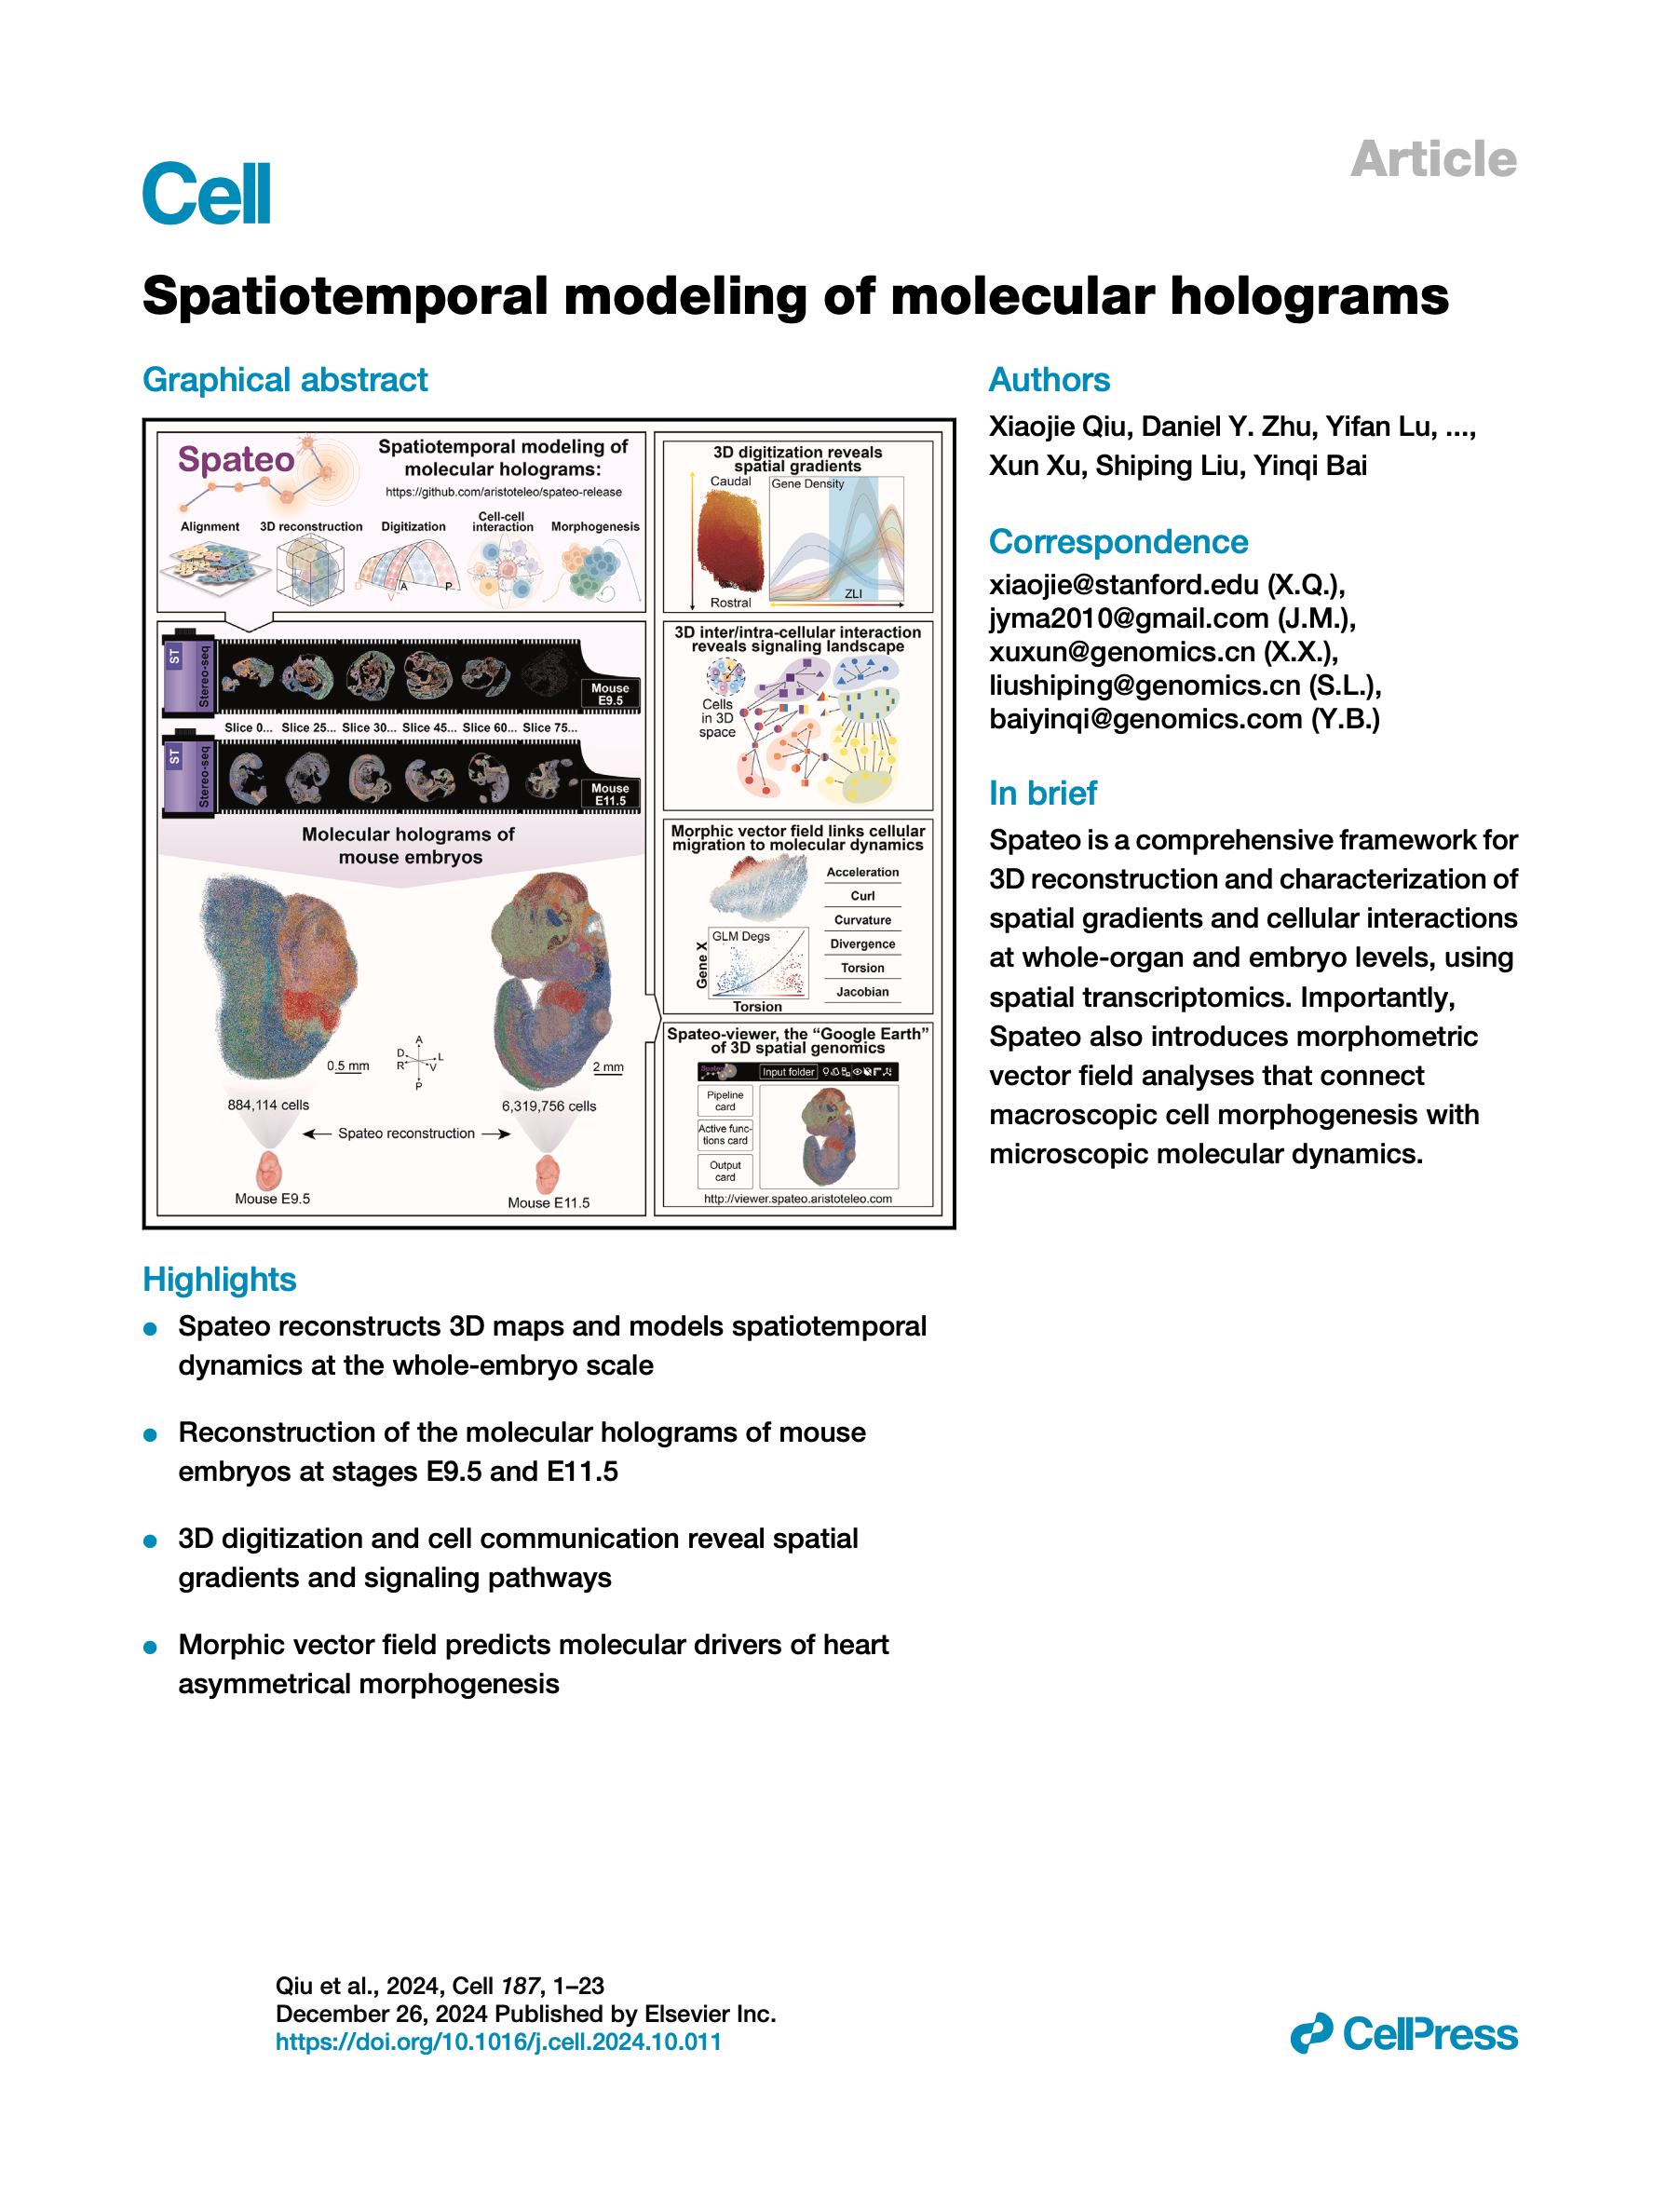 Article
Cell
Spatiotemporal modeling of molecular holograms
Graphical abstract
Spateo
Spatiotemporal modeling of
molecular holograms:
https://github.com/aristoteleo/spateo-release
Alignment
3D reconstruction
Digitization
Cell-cell
interaction
Morphogenesis
D
V
A
P
ST
Stereo-seq
Mouse
E9.5
Slice 0... Slice 25... Slice 30... Slice 45... Slice 60... Slice 75...
ST
Stereo-seq
Mouse
E11.5
Molecular holograms of
mouse embryos
A
D
L
R
V
P
0.5 mm
2 mm
884,114 cells
6,319,756 cells
Spateo reconstruction
Mouse E9.5
Mouse E11.5
3D digitization reveals
spatial gradients
Caudal
Gene Density
ZLI
Rostral
3D inter/intra-cellular interaction
reveals signaling landscape
Cells
in 3D
space
Morphic vector field links cellular
migration to molecular dynamics
Acceleration
Curl
Curvature
Divergence
Torsion
Jacobian
GLM Degs
Gene X
Torsion
Spateo-viewer, the “Google Earth”
of 3D spatial genomics
Spateo
Input folder
Pipeline
card
Active func-
tions card
Output
card
http://viewer.spateo.aristoteleo.com
Authors
Xiaojie Qiu, Daniel Y. Zhu, Yifan Lu, ...,
Xun Xu, Shiping Liu, Yinqi Bai
Correspondence
xiaojie@stanford.edu (X.Q.),
jyma2010@gmail.com (J.M.),
xuxun@genomics.cn (X.X.),
liushiping@genomics.cn (S.L.),
baiyinqi@genomics.com (Y.B.)
In brief
Spateo is a comprehensive framework for
3D reconstruction and characterization of
spatial gradients and cellular interactions
at whole-organ and embryo levels, using
spatial transcriptomics. Importantly,
Spateo also introduces morphometric
vector field analyses that connect
macroscopic cell morphogenesis with
microscopic molecular dynamics.
Highlights
● Spateo reconstructs 3D maps and models spatiotemporal
dynamics at the whole-embryo scale
● Reconstruction of the molecular holograms of mouse
embryos at stages E9.5 and E11.5
● 3D digitization and cell communication reveal spatial
gradients and signaling pathways
● Morphic vector field predicts molecular drivers of heart
asymmetrical morphogenesis
Qiu et al., 2024, Cell 187, 1–23
December 26, 2024 Published by Elsevier Inc.
https://doi.org/10.1016/j.cell.2024.10.011
CellPress